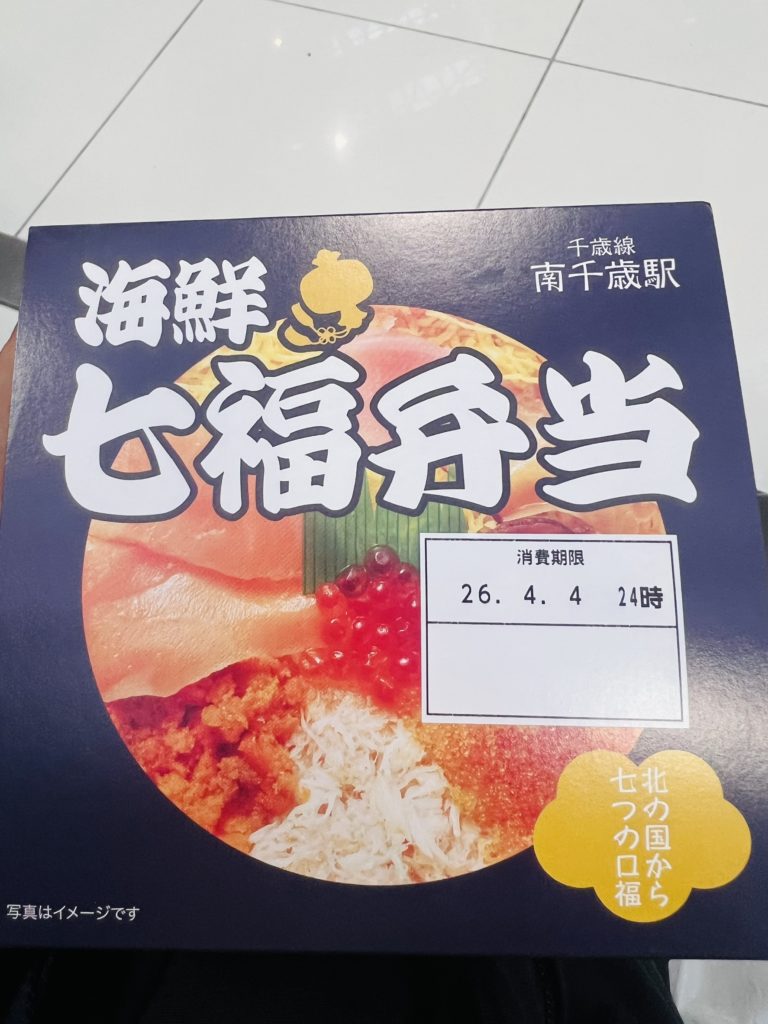 千歳線
南千歳駅
海鮮
七福弁当
消費期限
26. 4. 4 24時
北の国から
七つの口福
写真はイメージです